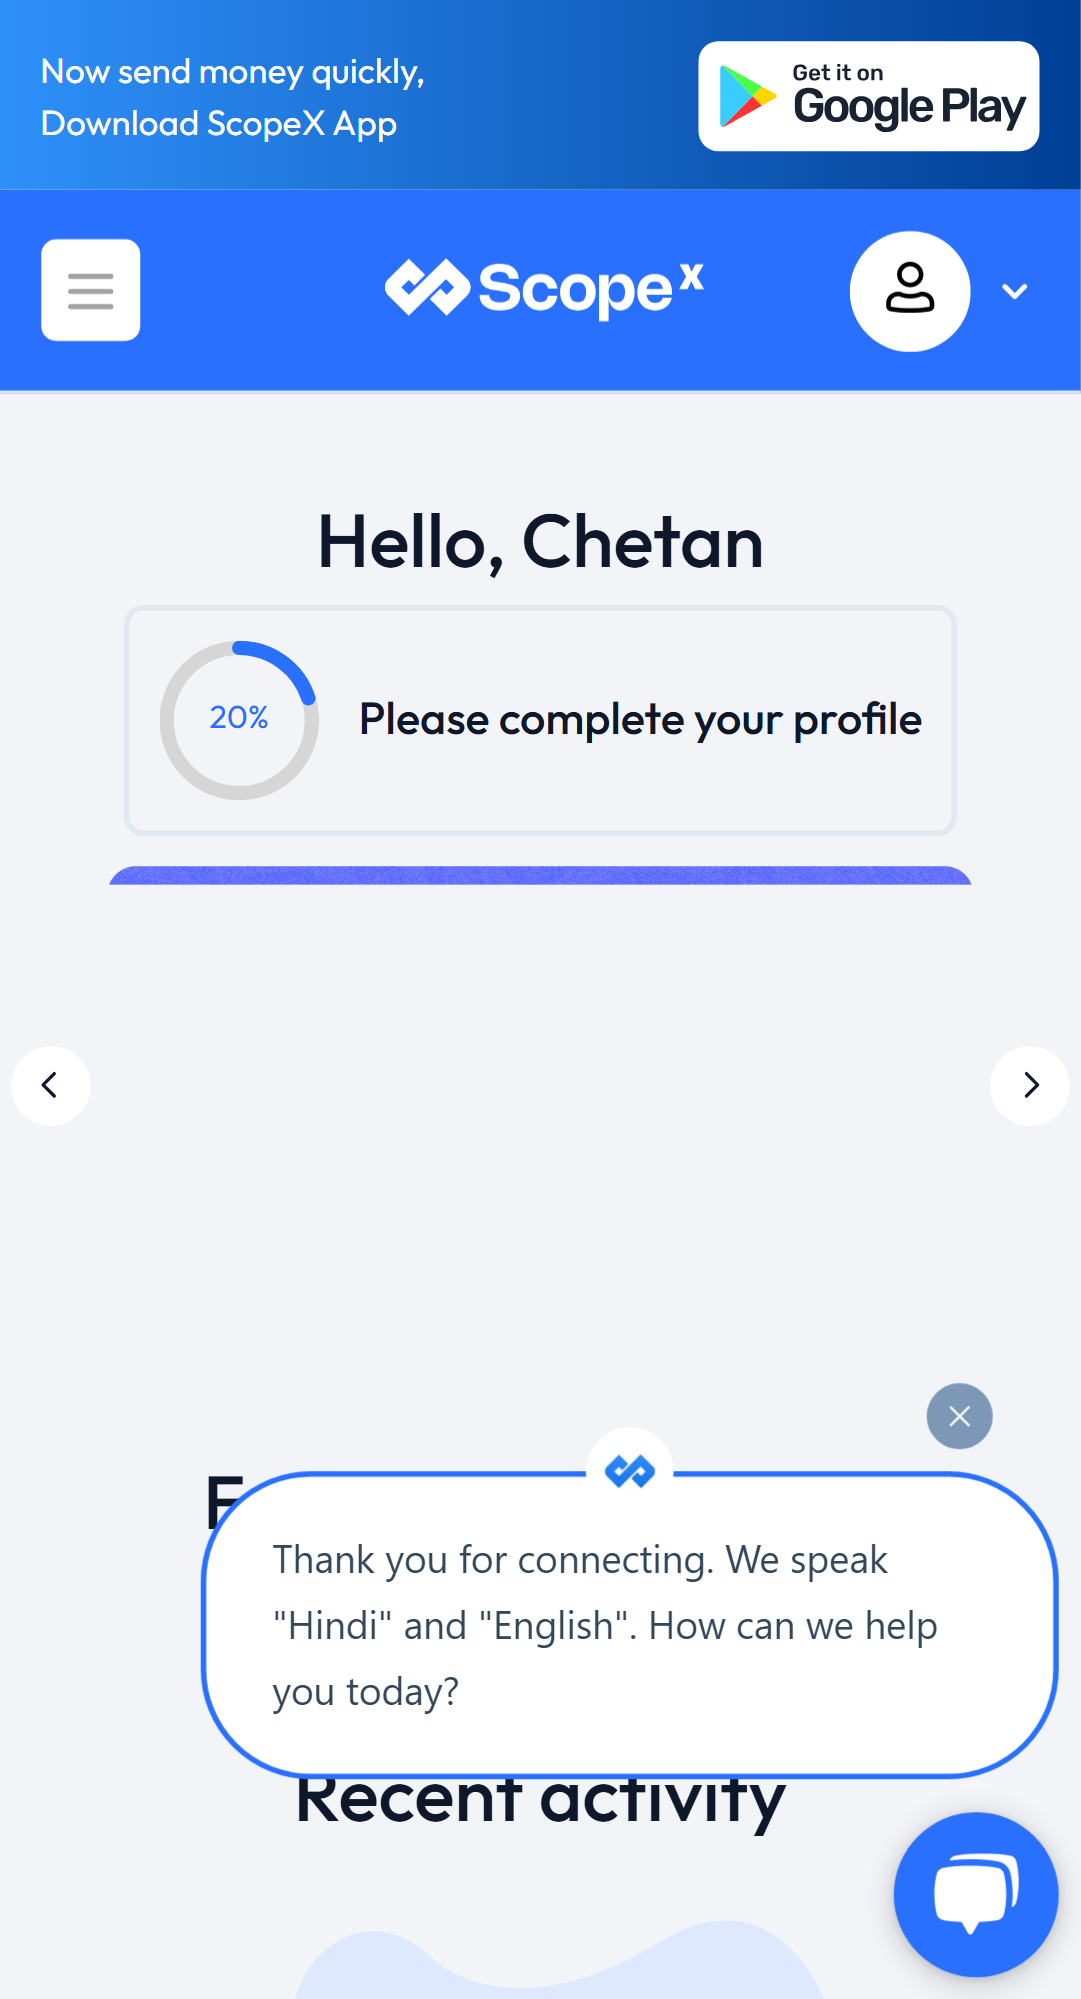 Now send money quickly,
Download ScopeX App
Get it on
Google Play
Scopeˣ
Hello, Chetan
20%
Please complete your profile
Thank you for connecting. We speak
"Hindi" and "English". How can we help
you today?
Recent activity